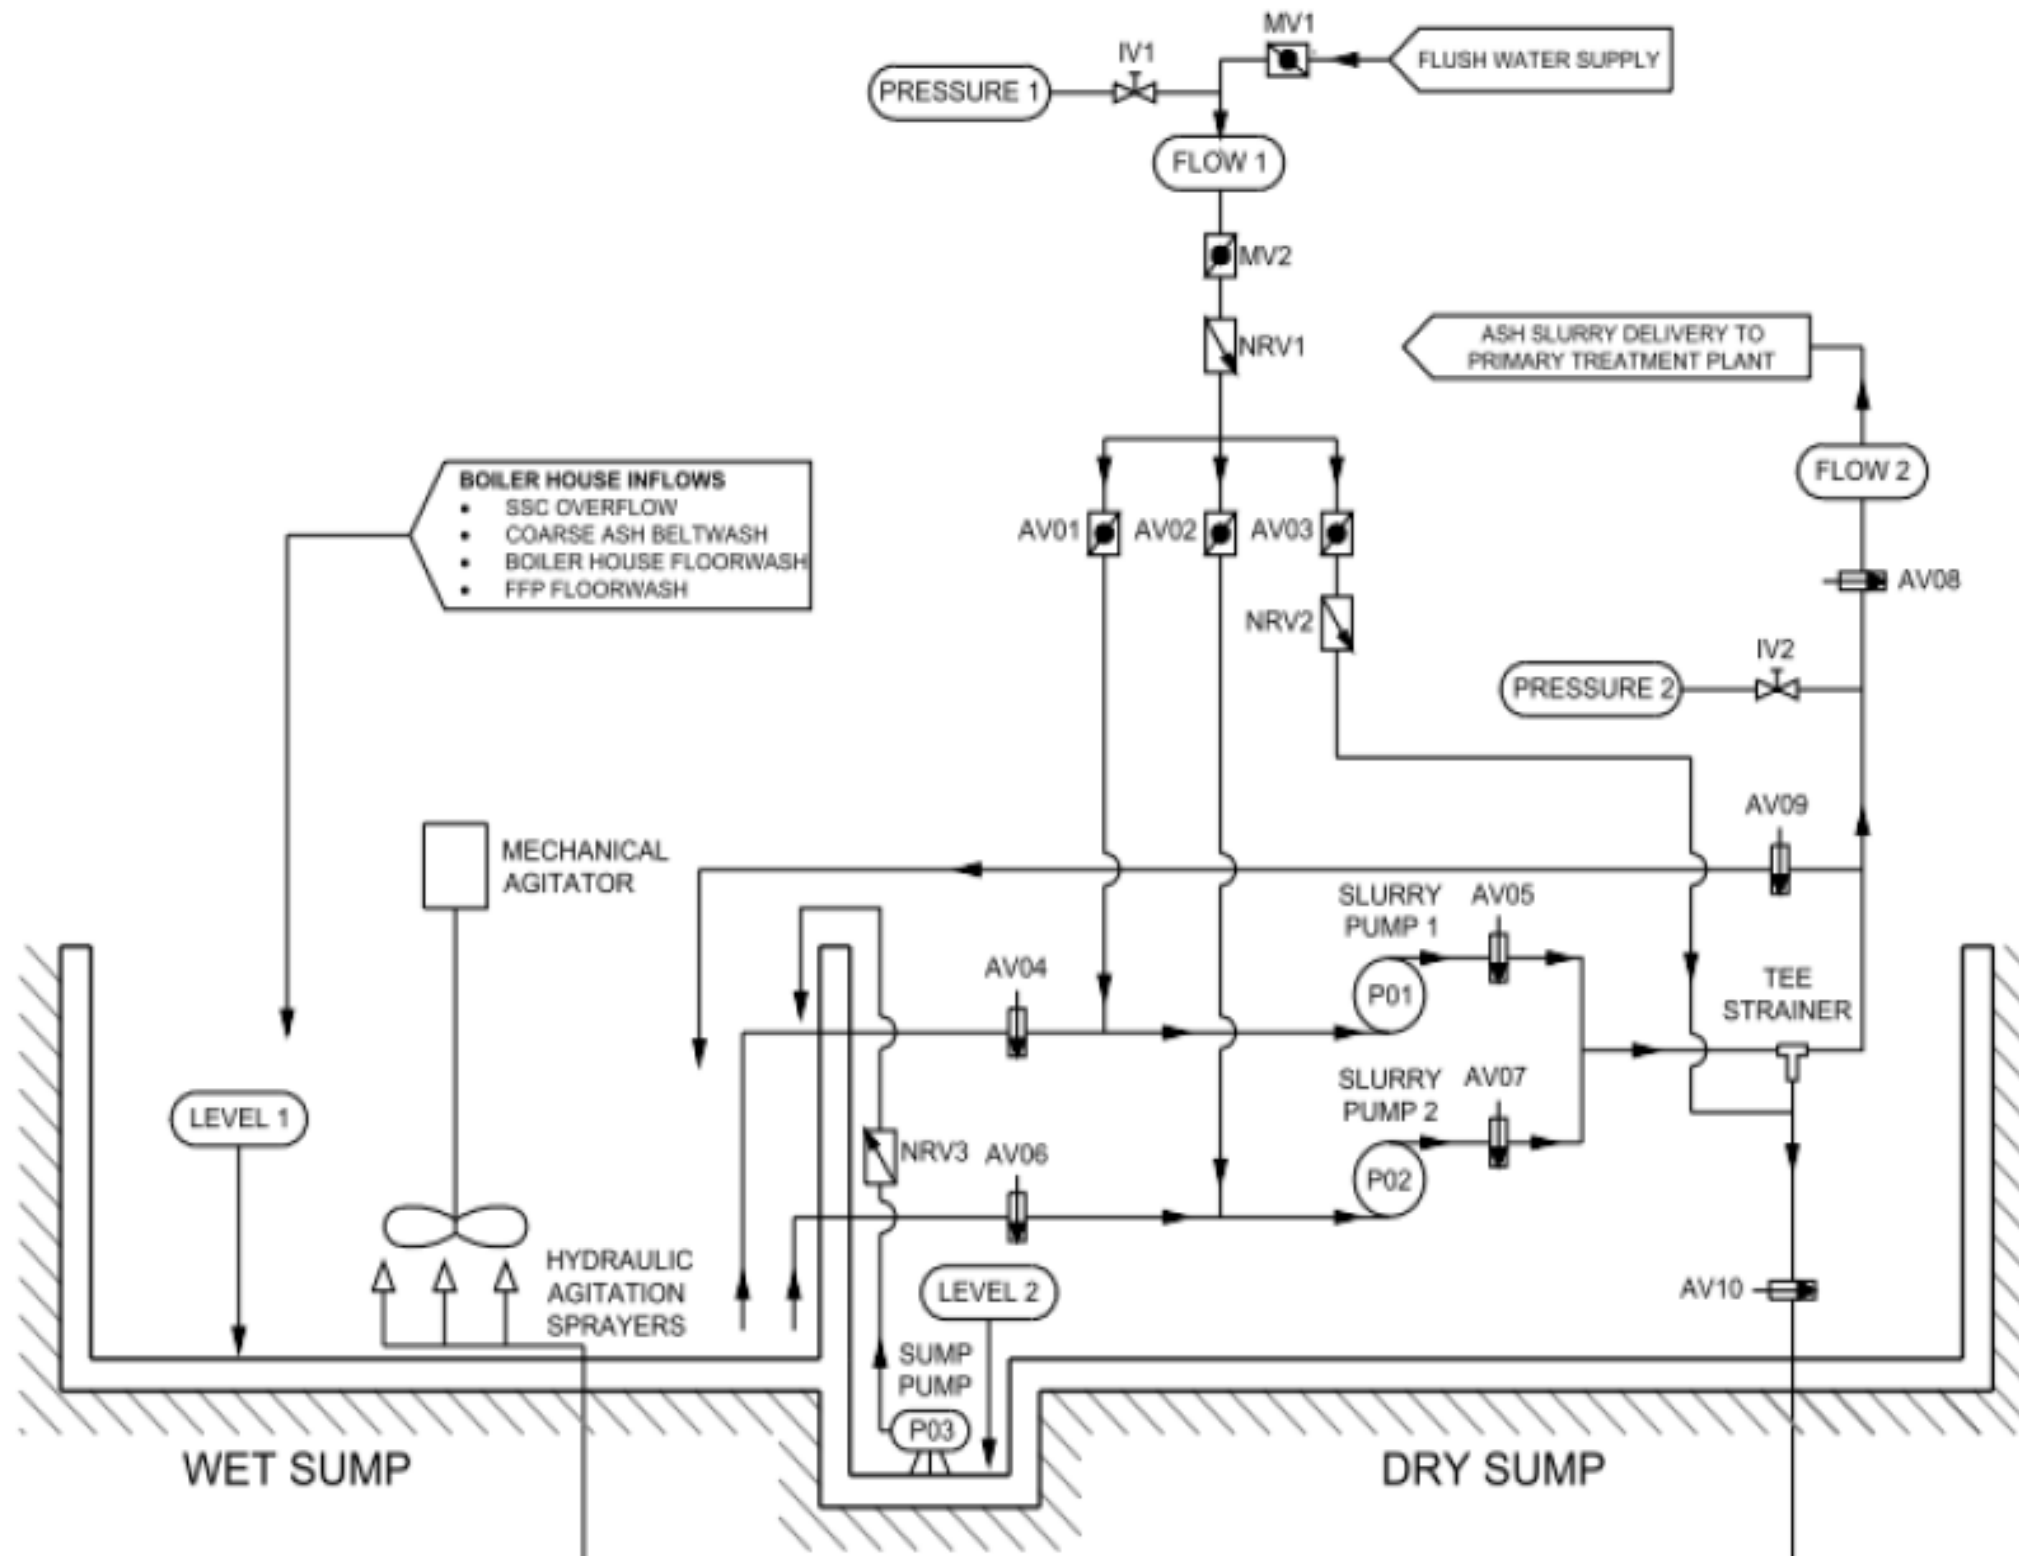 MV1
FLUSH WATER SUPPLY
IV1
PRESSURE 1
FLOW 1
MV2
NRV1
ASH SLURRY DELIVERY TO
PRIMARY TREATMENT PLANT
FLOW 2
BOILER HOUSE INFLOWS
• SSC OVERFLOW
• COARSE ASH BELTWASH
• BOILER HOUSE FLOORWASH
• FFP FLOORWASH
AV01
AV02
AV03
AV08
NRV2
IV2
PRESSURE 2
AV09
MECHANICAL
AGITATOR
SLURRY
PUMP 1
AV05
AV04
P01
TEE
STRAINER
LEVEL 1
SLURRY
PUMP 2
AV07
NRV3
AV06
P02
HYDRAULIC
AGITATION
SPRAYERS
LEVEL 2
AV10
SUMP
PUMP
P03
WET SUMP
DRY SUMP